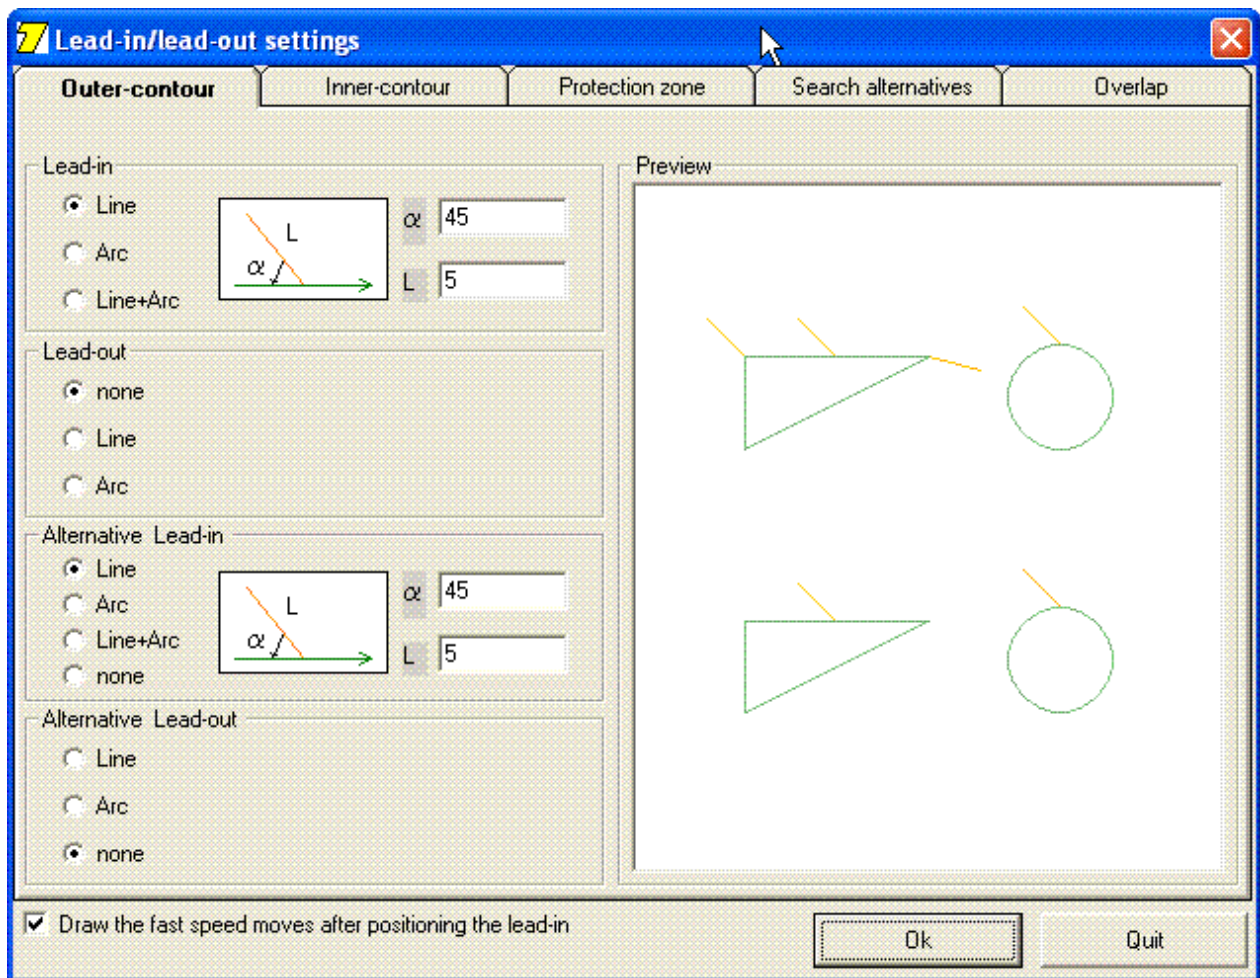 Lead-in/lead-out settings
Outer-contour
Inner-contour
Protection zone
Search alternatives
Overlap
Lead-in
Line
Arc
Line+Arc
L
α
α 45
L 5
Lead-out
none
Line
Arc
Alternative Lead-in
Line
Arc
Line+Arc
none
L
α
α 45
L 5
Alternative Lead-out
Line
Arc
none
Preview
Draw the fast speed moves after positioning the lead-in
Ok
Quit